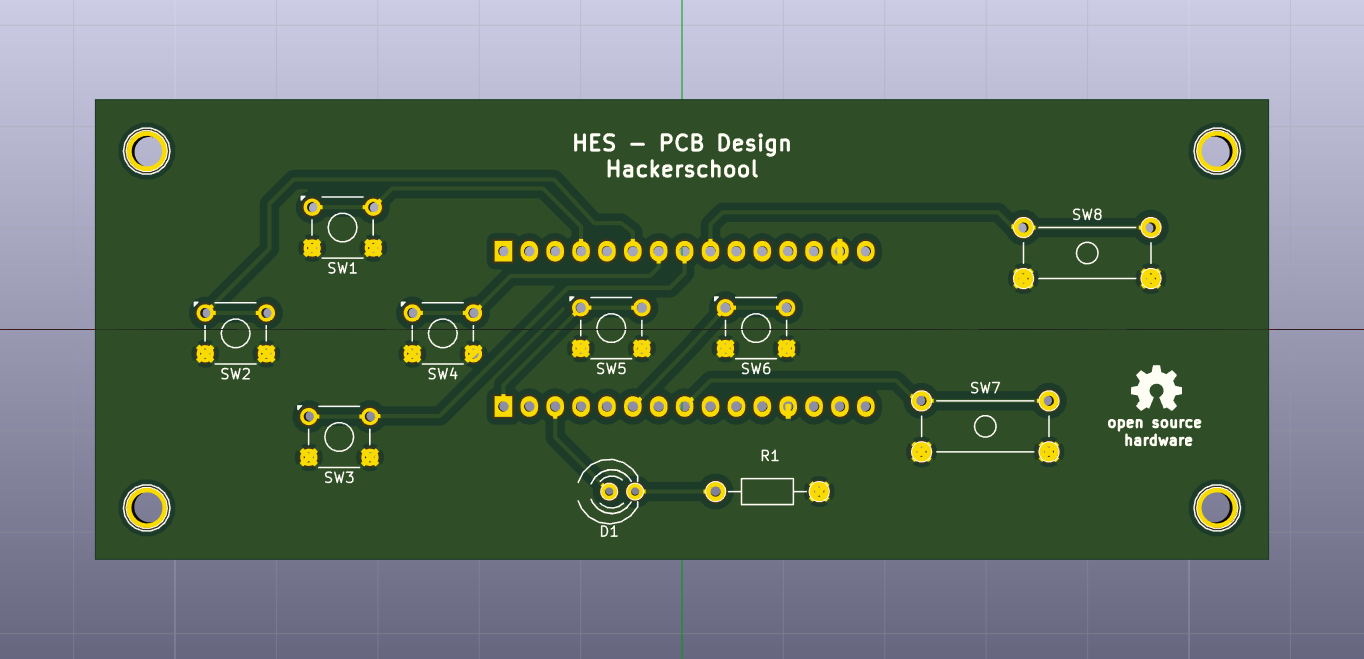 HES – PCB Design
Hackerschool
SW8
SW1
SW2
SW4
SW5
SW6
SW7
open source
hardware
SW3
R1
D1